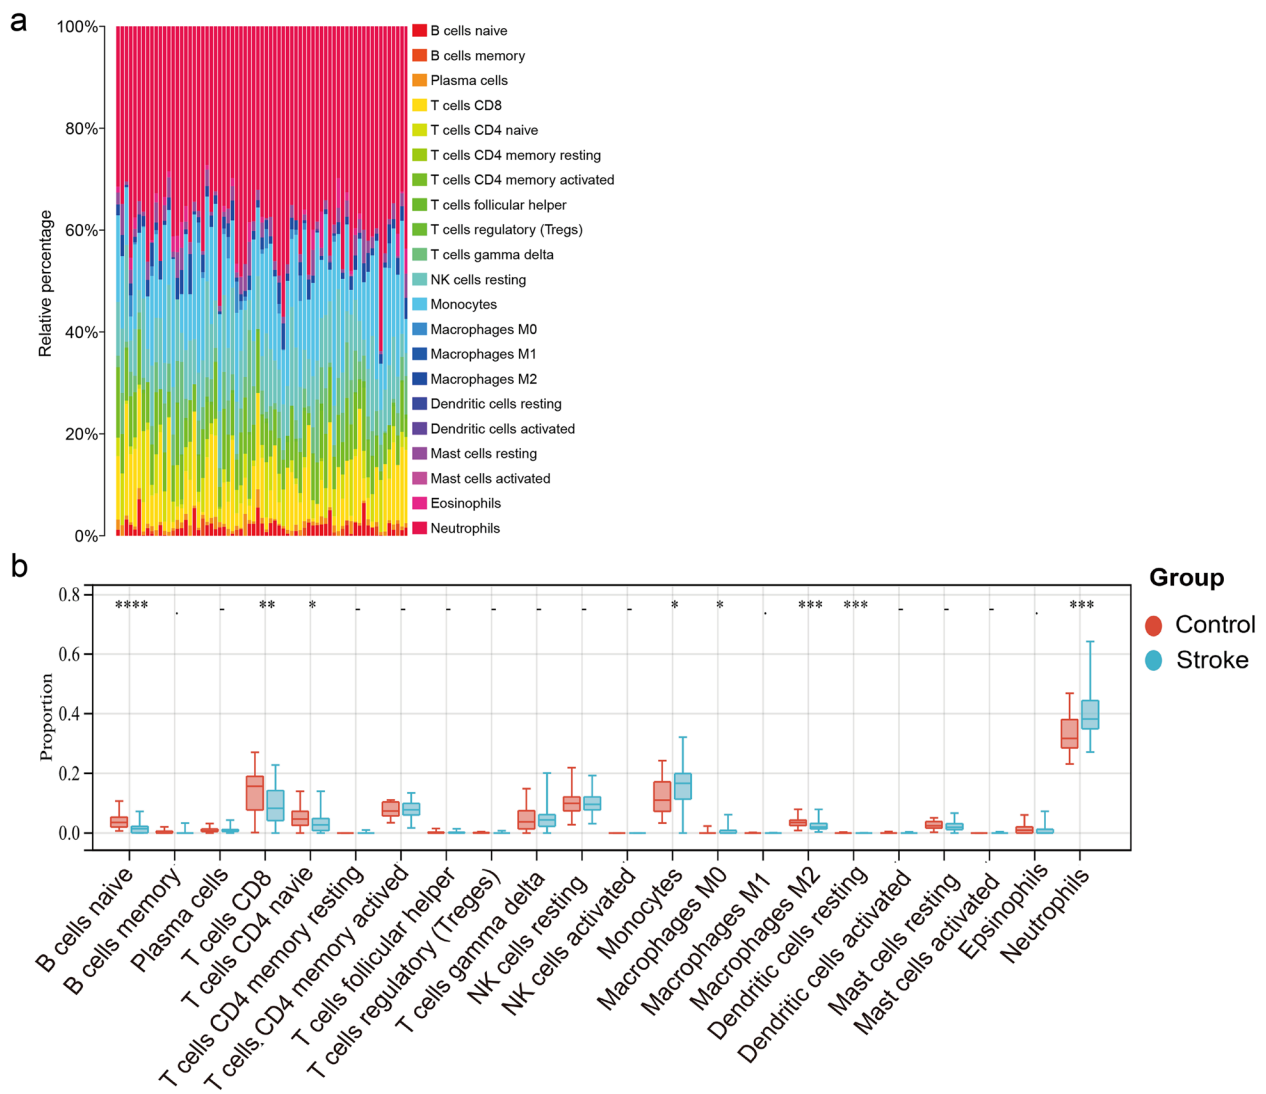 a
100%
80%
60%
40%
20%
0%
Relative percentage
B cells naive
B cells memory
Plasma cells
T cells CD8
T cells CD4 naive
T cells CD4 memory resting
T cells CD4 memory activated
T cells follicular helper
T cells regulatory (Tregs)
T cells gamma delta
NK cells resting
Monocytes
Macrophages M0
Macrophages M1
Macrophages M2
Dendritic cells resting
Dendritic cells activated
Mast cells resting
Mast cells activated
Eosinophils
Neutrophils
b
0.8
0.6
0.4
0.2
0.0
Proportion
**** . - ** * - - - - - - - * * . *** *** - - - . ***
B cells naive
B cells memory
Plasma cells
T cells CD8
T cells CD4 navie
T cells CD4 memory resting
T cells CD4 memory actived
T cells follicular helper
T cells regulatory (Treges)
T cells gamma delta
NK cells resting
NK cells activated
Monocytes
Macrophages M0
Macrophages M1
Macrophages M2
Dendritic cells resting
Dendritic cells activated
Mast cells resting
Mast cells activated
Epsinophils
Neutrophils
Group
Control
Stroke